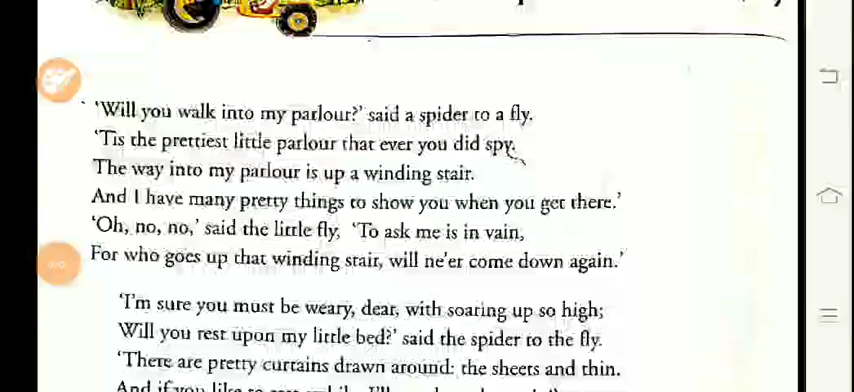 'Will you walk into my parlour?' said a spider to a fly.
'Tis the prettiest little parlour that ever you did spy.
The way into my parlour is up a winding stair.
And I have many pretty things to show you when you get there.'
'Oh, no, no,' said the little fly, 'To ask me is in vain,
For who goes up that winding stair, will ne'er come down again.'
'I'm sure you must be weary, dear, with soaring up so high;
Will you rest upon my little bed?' said the spider to the fly.
'There are pretty curtains drawn around: the sheets and thin.
And if you like to